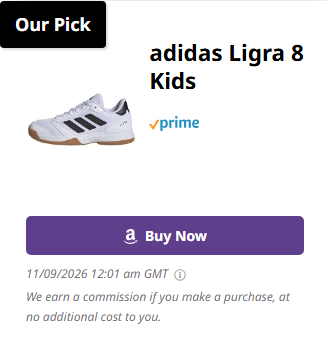 Our Pick
adidas Ligra 8
Kids
prime
Buy Now
11/09/2026 12:01 am GMT
We earn a commission if you make a purchase, at
no additional cost to you.